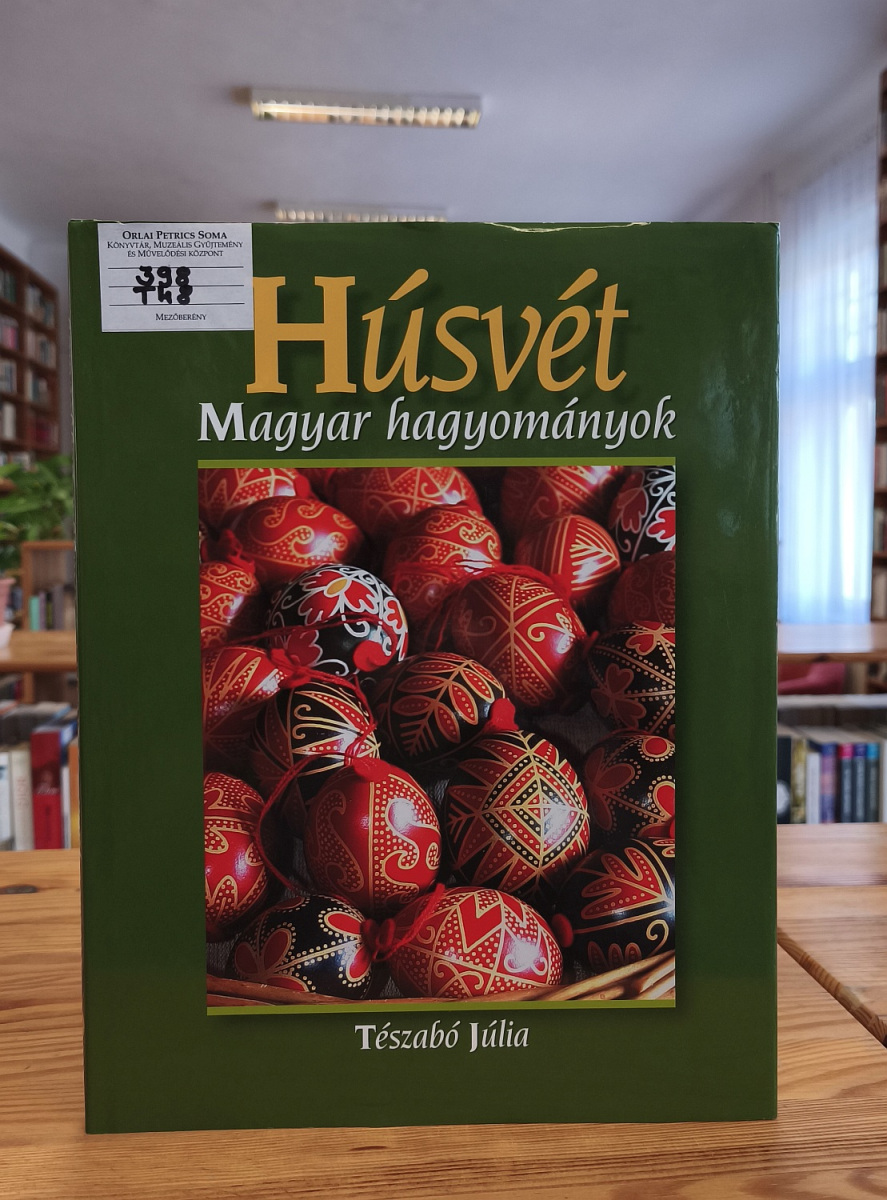 ORLAI PETRICS SOMA
KÖNYVTÁR, MUZEÁLIS GYŰJTEMÉNY
ÉS MŰVELŐDÉSI KÖZPONT
398
T48
MEZŐBERÉNY
Húsvét
Magyar hagyományok
Tészabó Júlia